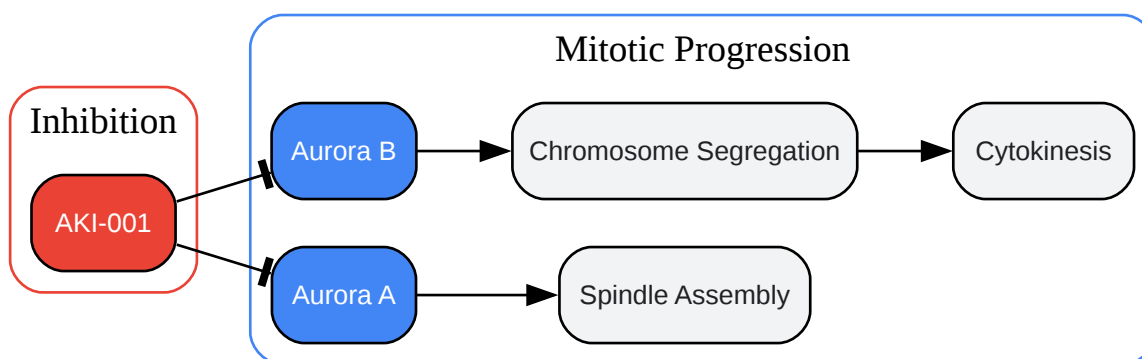 Mitotic Progression
Inhibition
AKI-001
Aurora B
Chromosome Segregation
Cytokinesis
Aurora A
Spindle Assembly